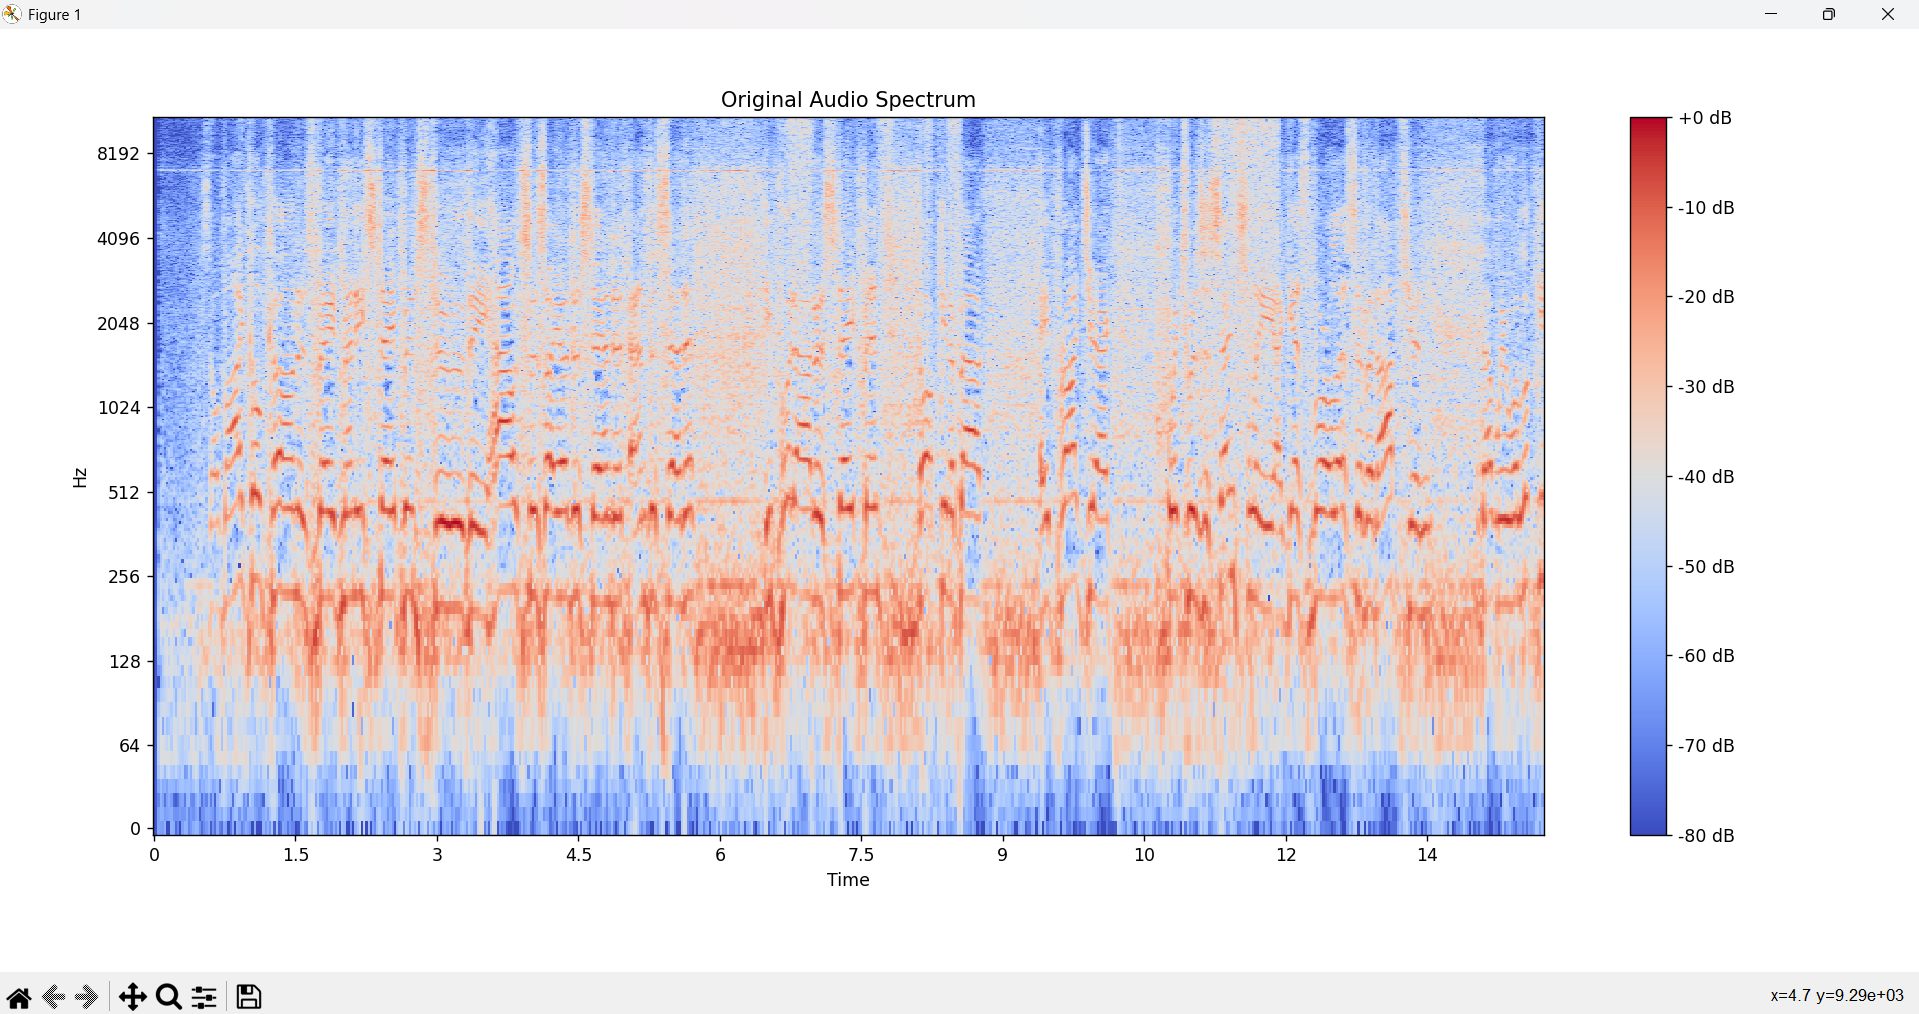 Figure 1
Original Audio Spectrum
8192
4096
2048
1024
512
256
128
64
0
Hz
0 1.5 3 4.5 6 7.5 9 10 12 14
Time
+0 dB
-10 dB
-20 dB
-30 dB
-40 dB
-50 dB
-60 dB
-70 dB
-80 dB
x=4.7 y=9.29e+03